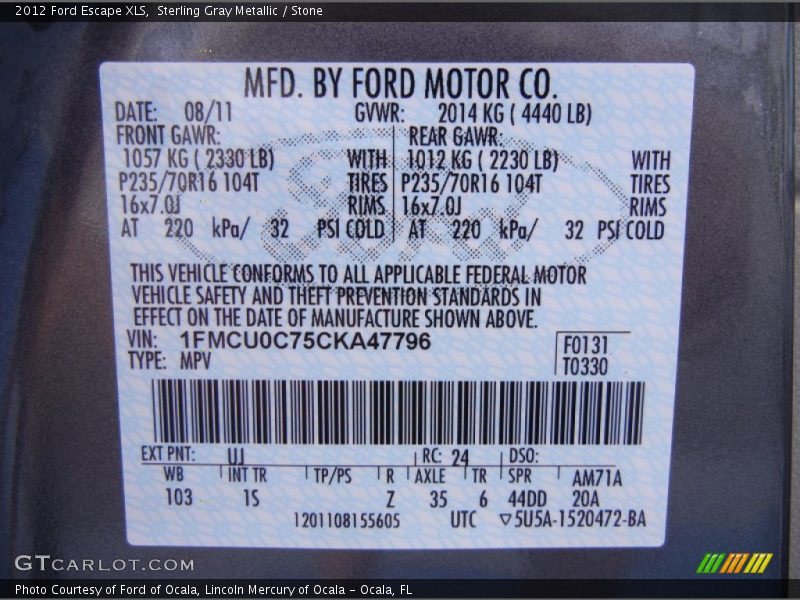 2012 Ford Escape XLS,  Sterling Gray Metallic / Stone
MFD. BY FORD MOTOR CO.
DATE: 08/11 GVWR: 2014 KG ( 4440 LB)
FRONT GAWR: REAR GAWR:
1057 KG ( 2330 LB) WITH 1012 KG ( 2230 LB) WITH
P235/70R16 104T TIRES P235/70R16 104T TIRES
16x7.0J RIMS 16x7.0J RIMS
AT 220 kPa/ 32 PSI COLD AT 220 kPa/ 32 PSI COLD
THIS VEHICLE CONFORMS TO ALL APPLICABLE FEDERAL MOTOR
VEHICLE SAFETY AND THEFT PREVENTION STANDARDS IN
EFFECT ON THE DATE OF MANUFACTURE SHOWN ABOVE.
VIN: 1FMCU0C75CKA47796 F0131
TYPE: MPV T0330
EXT PNT: UJ RC: 24 DSO:
WB INT TR TP/PS R AXLE TR SPR AM71A
103 1S Z 35 6 44DD 20A
1201108155605 UTC ▽5U5A-1520472-BA
GTCARLOT.COM
Photo Courtesy of Ford of Ocala, Lincoln Mercury of Ocala - Ocala, FL